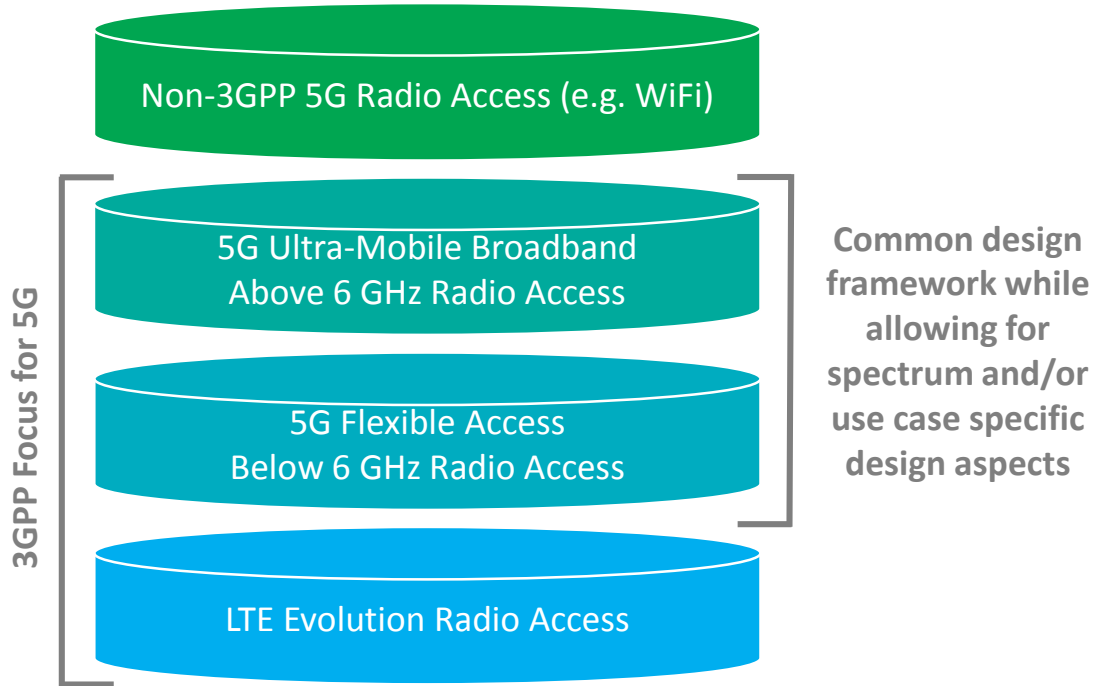 Non-3GPP 5G Radio Access (e.g. WiFi)
5G Ultra-Mobile Broadband
Above 6 GHz Radio Access
5G Flexible Access
Below 6 GHz Radio Access
LTE Evolution Radio Access
3GPP Focus for 5G
Common design
framework while
allowing for
spectrum and/or
use case specific
design aspects